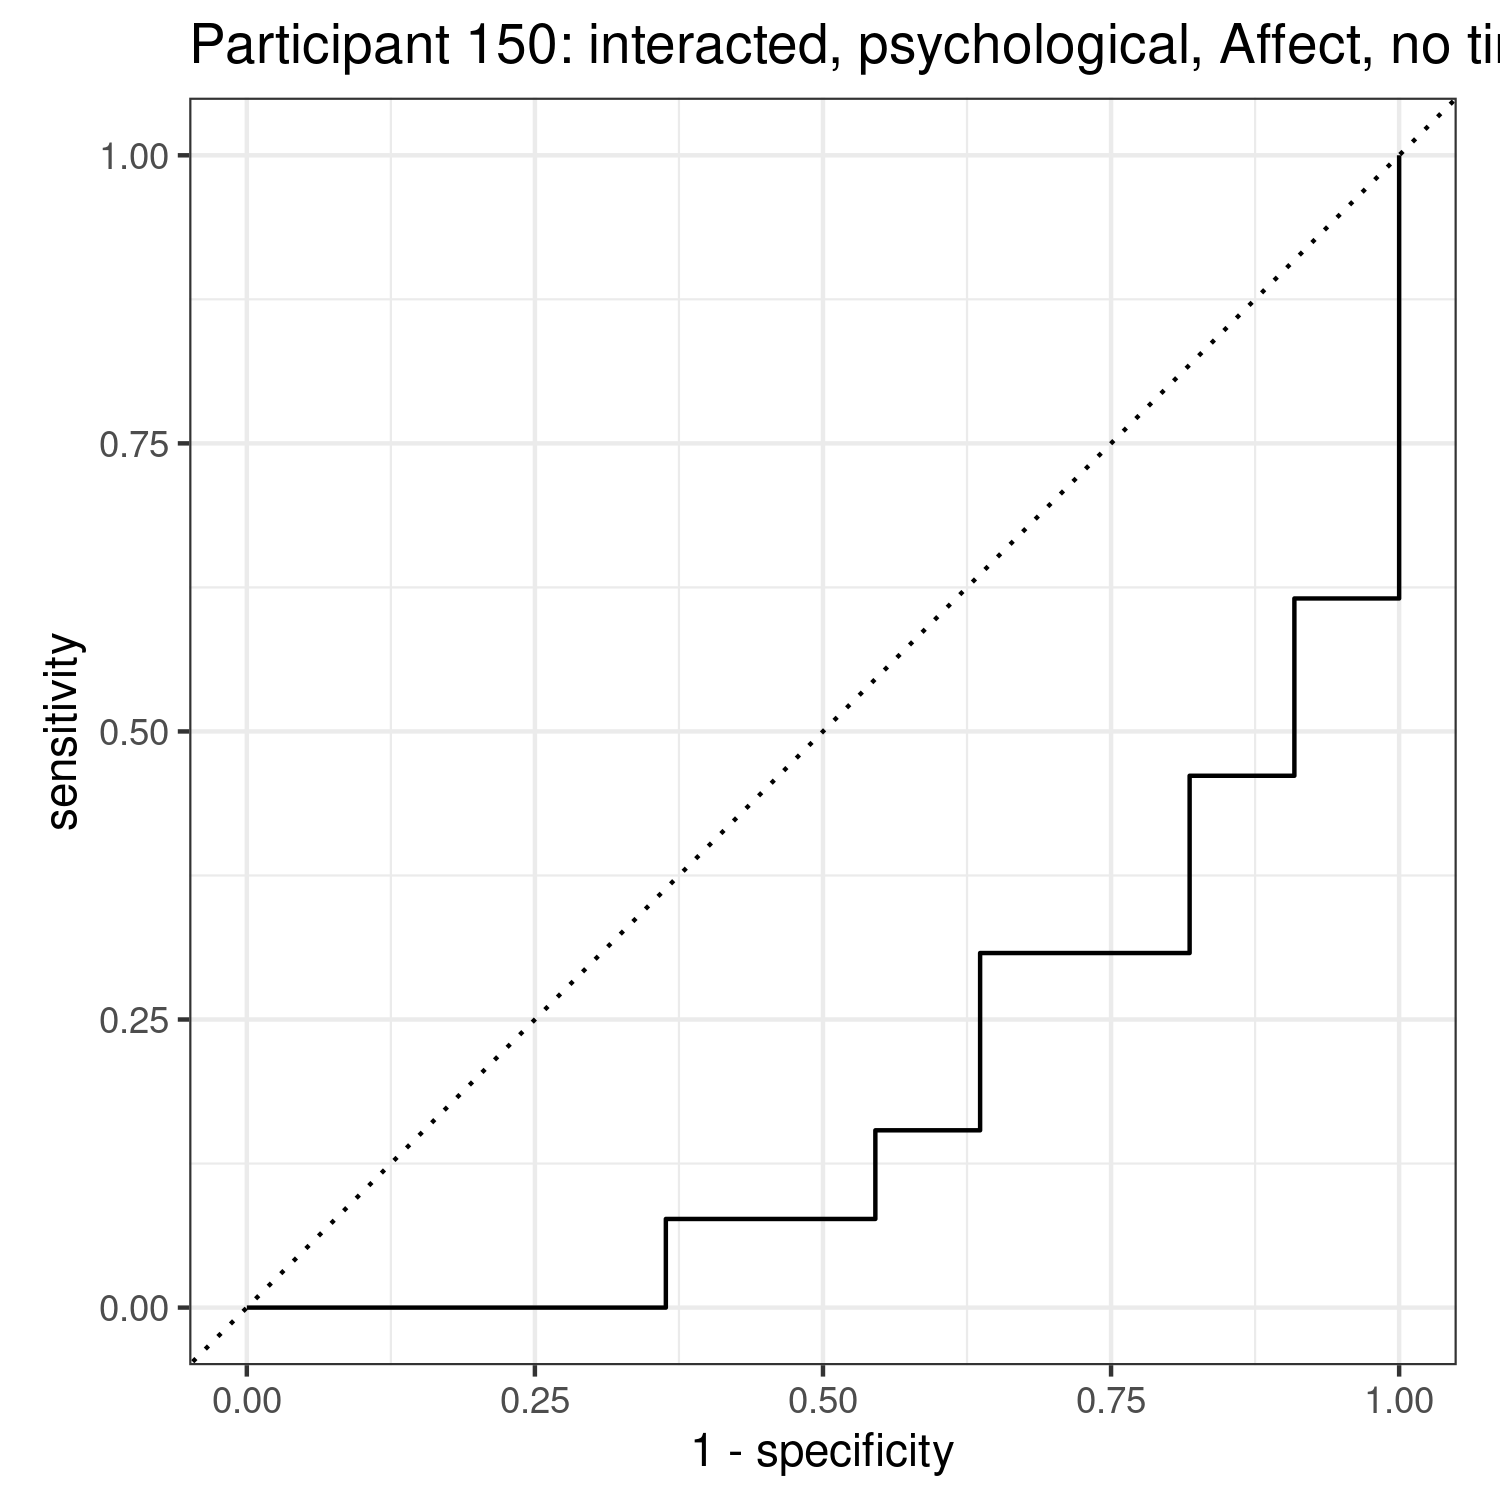 Participant 150: interacted, psychological, Affect, no
1.00
0.75
0.50
0.25
0.00
sensitivity
0.00 0.25 0.50 0.75 1.00
1 - specificity